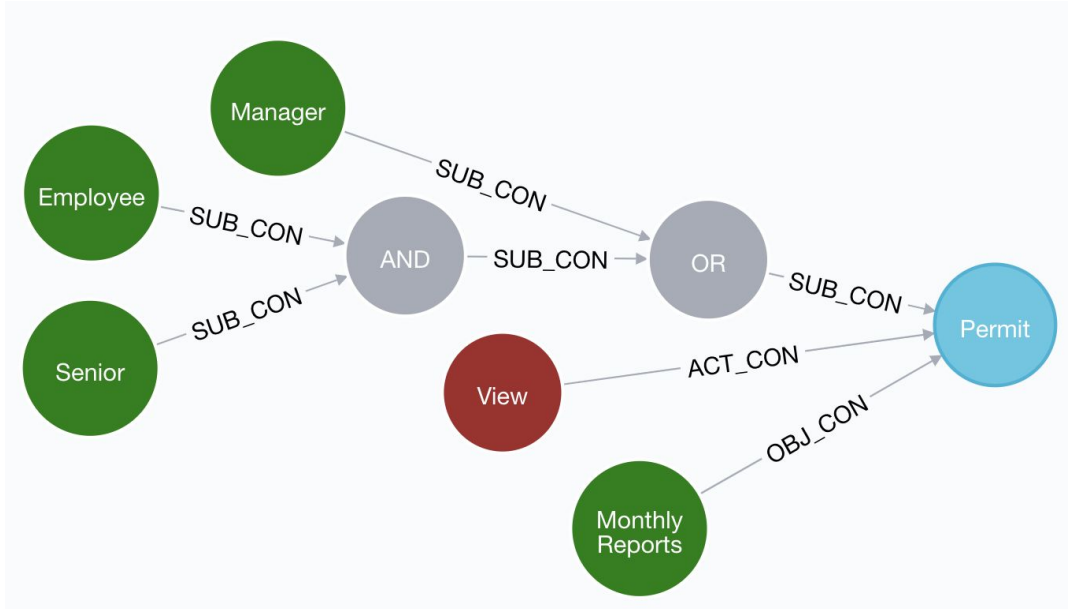 Manager
SUB_CON
Employee
SUB_CON
AND
SUB_CON
OR
SUB_CON
Permit
Senior
SUB_CON
View
ACT_CON
OBJ_CON
Monthly
Reports